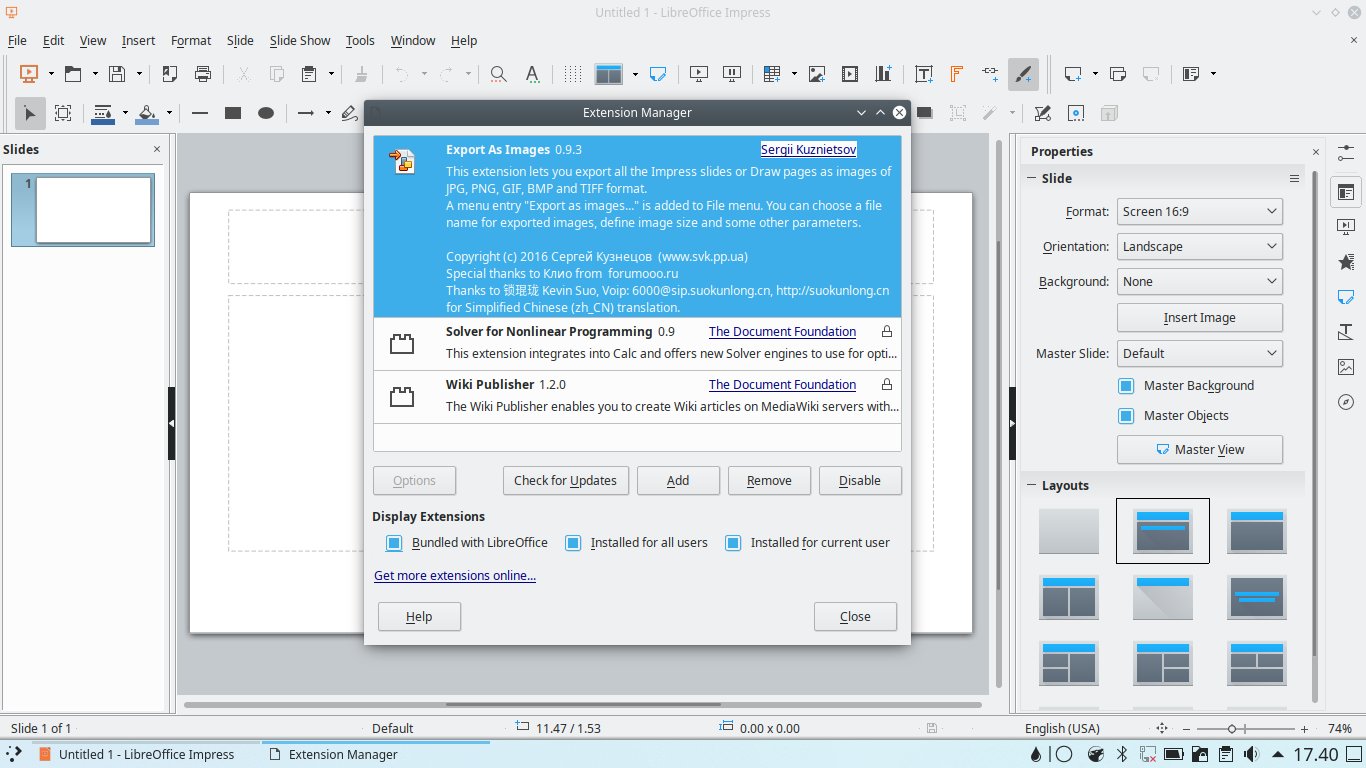 Untitled 1 - LibreOffice Impress
File Edit View Insert Format Slide Slide Show Tools Window Help
Extension Manager
Slides
1
Export As Images 0.9.3 Sergii Kuznietsov
This extension lets you export all the Impress slides or Draw pages as images of
JPG, PNG, GIF, BMP and TIFF format.
A menu entry "Export as images..." is added to File menu. You can choose a file
name for exported images, define image size and some other parameters.
Copyright (c) 2016 Сергей Кузнецов (www.svk.pp.ua)
Special thanks to Клио from forumooo.ru
Thanks to 锁琨珑 Kevin Suo, Voip: 6000@sip.suokunlong.cn, http://suokunlong.cn
for Simplified Chinese (zh_CN) translation.
Solver for Nonlinear Programming 0.9 The Document Foundation
This extension integrates into Calc and offers new Solver engines to use for opti...
Wiki Publisher 1.2.0 The Document Foundation
The Wiki Publisher enables you to create Wiki articles on MediaWiki servers with...
Options Check for Updates Add Remove Disable
Display Extensions
Bundled with LibreOffice Installed for all users Installed for current user
Get more extensions online...
Help Close
Properties
Slide
Format: Screen 16:9
Orientation: Landscape
Background: None
Insert Image
Master Slide: Default
Master Background
Master Objects
Master View
Layouts
Slide 1 of 1 Default 11.47 / 1.53 0.00 x 0.00 English (USA) 74%
Untitled 1 - LibreOffice Impress Extension Manager 17.40